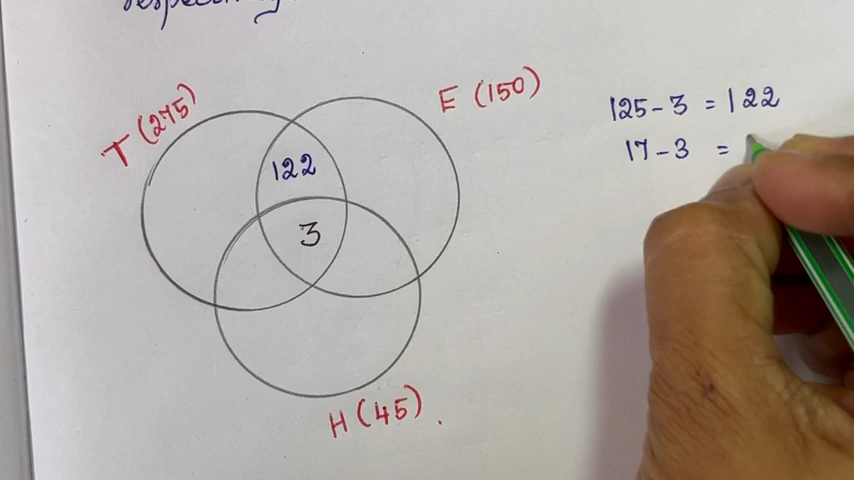 T (275)
E (150)
125 - 3 = 122
17 - 3 =
122
3
H (45).